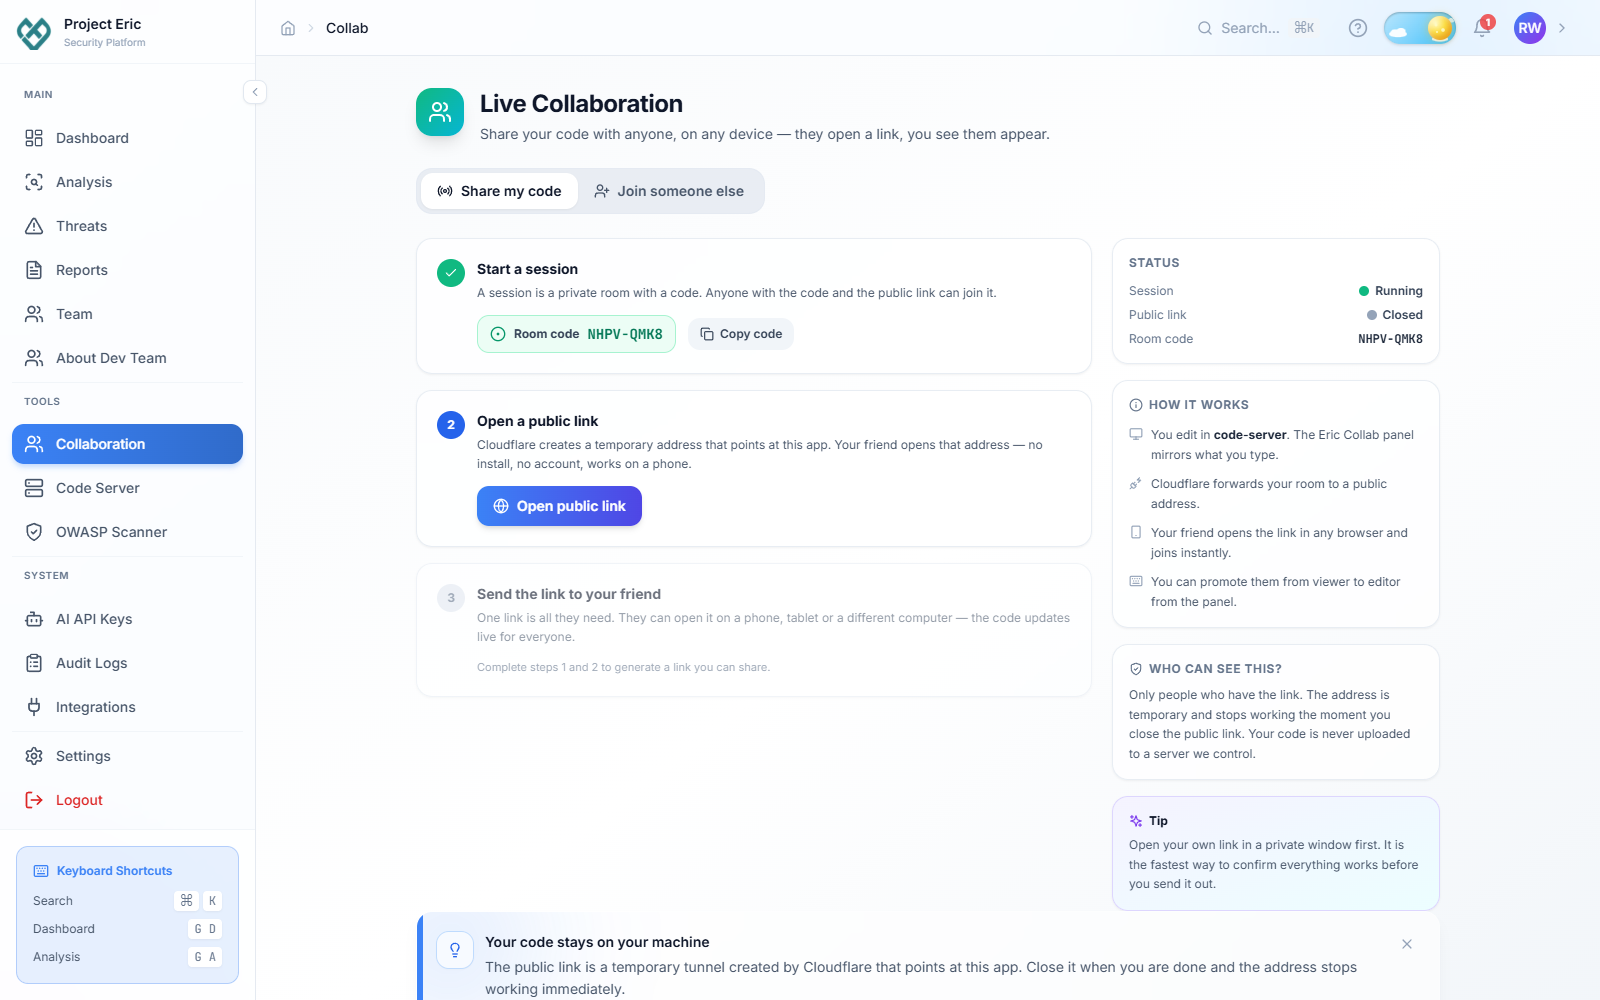 Project Eric
Security Platform
MAIN
Dashboard
Analysis
Threats
Reports
Team
About Dev Team
TOOLS
Collaboration
Code Server
OWASP Scanner
SYSTEM
AI API Keys
Audit Logs
Integrations
Settings
Logout
Keyboard Shortcuts
Search ⌘ K
Dashboard G D
Analysis G A
Collab
Search... ⌘K
1
RW
Live Collaboration
Share your code with anyone, on any device — they open a link, you see them appear.
Share my code
Join someone else
Start a session
A session is a private room with a code. Anyone with the code and the public link can join it.
Room code NHPV-QMK8
Copy code
2
Open a public link
Cloudflare creates a temporary address that points at this app. Your friend opens that address — no
install, no account, works on a phone.
Open public link
3
Send the link to your friend
One link is all they need. They can open it on a phone, tablet or a different computer — the code updates
live for everyone.
Complete steps 1 and 2 to generate a link you can share.
STATUS
Session Running
Public link Closed
Room code NHPV-QMK8
HOW IT WORKS
You edit in code-server. The Eric Collab panel
mirrors what you type.
Cloudflare forwards your room to a public
address.
Your friend opens the link in any browser and
joins instantly.
You can promote them from viewer to editor
from the panel.
WHO CAN SEE THIS?
Only people who have the link. The address is
temporary and stops working the moment you
close the public link. Your code is never uploaded
to a server we control.
Tip
Open your own link in a private window first. It is
the fastest way to confirm everything works before
you send it out.
Your code stays on your machine
The public link is a temporary tunnel created by Cloudflare that points at this app. Close it when you are done and the address stops
working immediately.